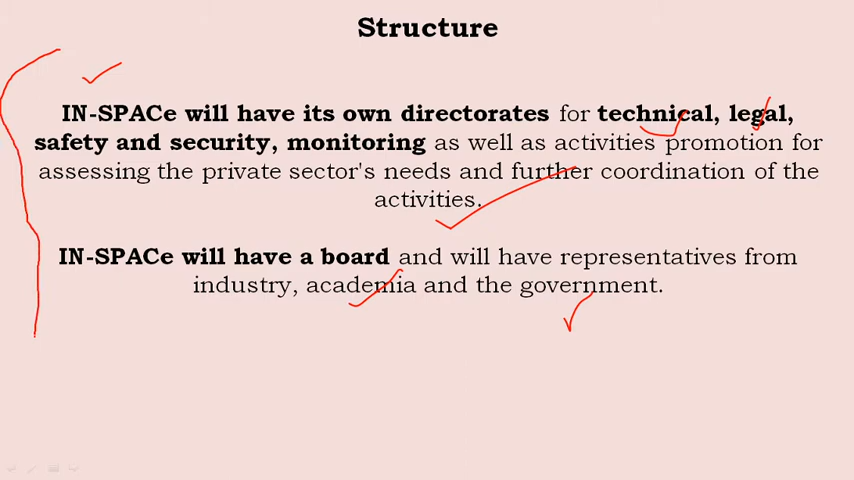 Structure
IN-SPACe will have its own directorates for technical, legal,
safety and security, monitoring as well as activities promotion for
assessing the private sector's needs and further coordination of the
activities.
IN-SPACe will have a board and will have representatives from
industry, academia and the government.